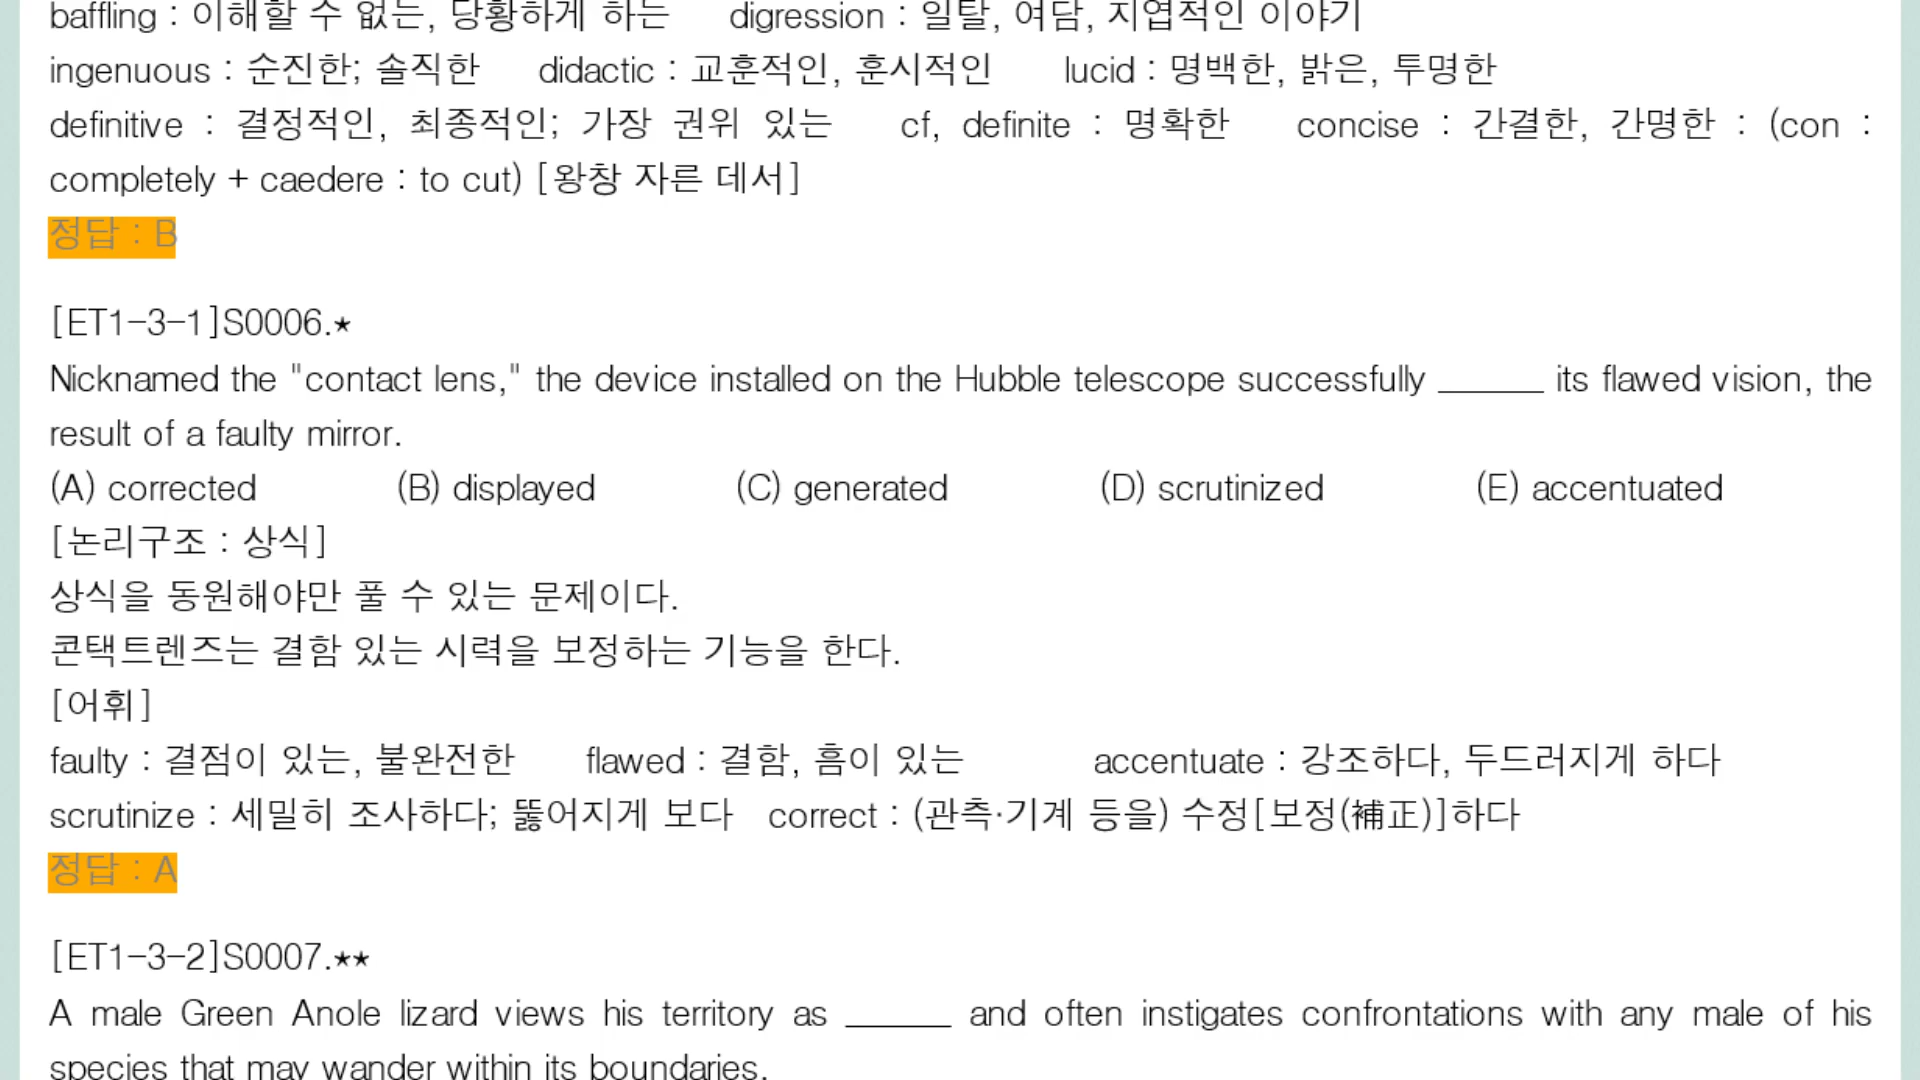 baffling : 이해할 수 없는, 당황하게 하는 digression : 일탈, 여담, 지엽적인 이야기
ingenuous : 순진한; 솔직한 didactic : 교훈적인, 훈시적인 lucid : 명백한, 밝은, 투명한
definitive : 결정적인, 최종적인; 가장 권위 있는 cf, definite : 명확한 concise : 간결한, 간명한 : (con :
completely + caedere : to cut) [왕창 자른 데서]
정답 : B
[ET1-3-1]S0006.★
Nicknamed the "contact lens," the device installed on the Hubble telescope successfully ______ its flawed vision, the
result of a faulty mirror.
(A) corrected (B) displayed (C) generated (D) scrutinized (E) accentuated
[논리구조 : 상식]
상식을 동원해야만 풀 수 있는 문제이다.
콘택트렌즈는 결함 있는 시력을 보정하는 기능을 한다.
[어휘]
faulty : 결점이 있는, 불완전한 flawed : 결함, 흠이 있는 accentuate : 강조하다, 두드러지게 하다
scrutinize : 세밀히 조사하다; 뚫어지게 보다 correct : (관측·기계 등을) 수정[보정(補正)]하다
정답 : A
[ET1-3-2]S0007.★★
A male Green Anole lizard views his territory as ______ and often instigates confrontations with any male of his
species that may wander within its boundaries.